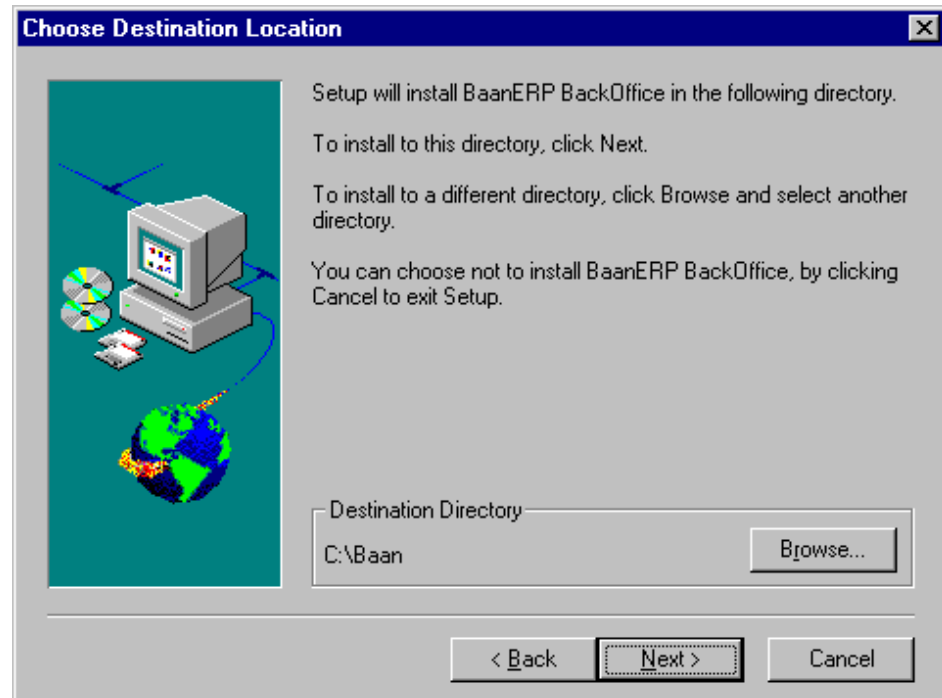 Choose Destination Location
Setup will install BaanERP BackOffice in the following directory.
To install to this directory, click Next.
To install to a different directory, click Browse and select another
directory.
You can choose not to install BaanERP BackOffice, by clicking
Cancel to exit Setup.
Destination Directory
C:\Baan
Browse...
< Back
Next >
Cancel